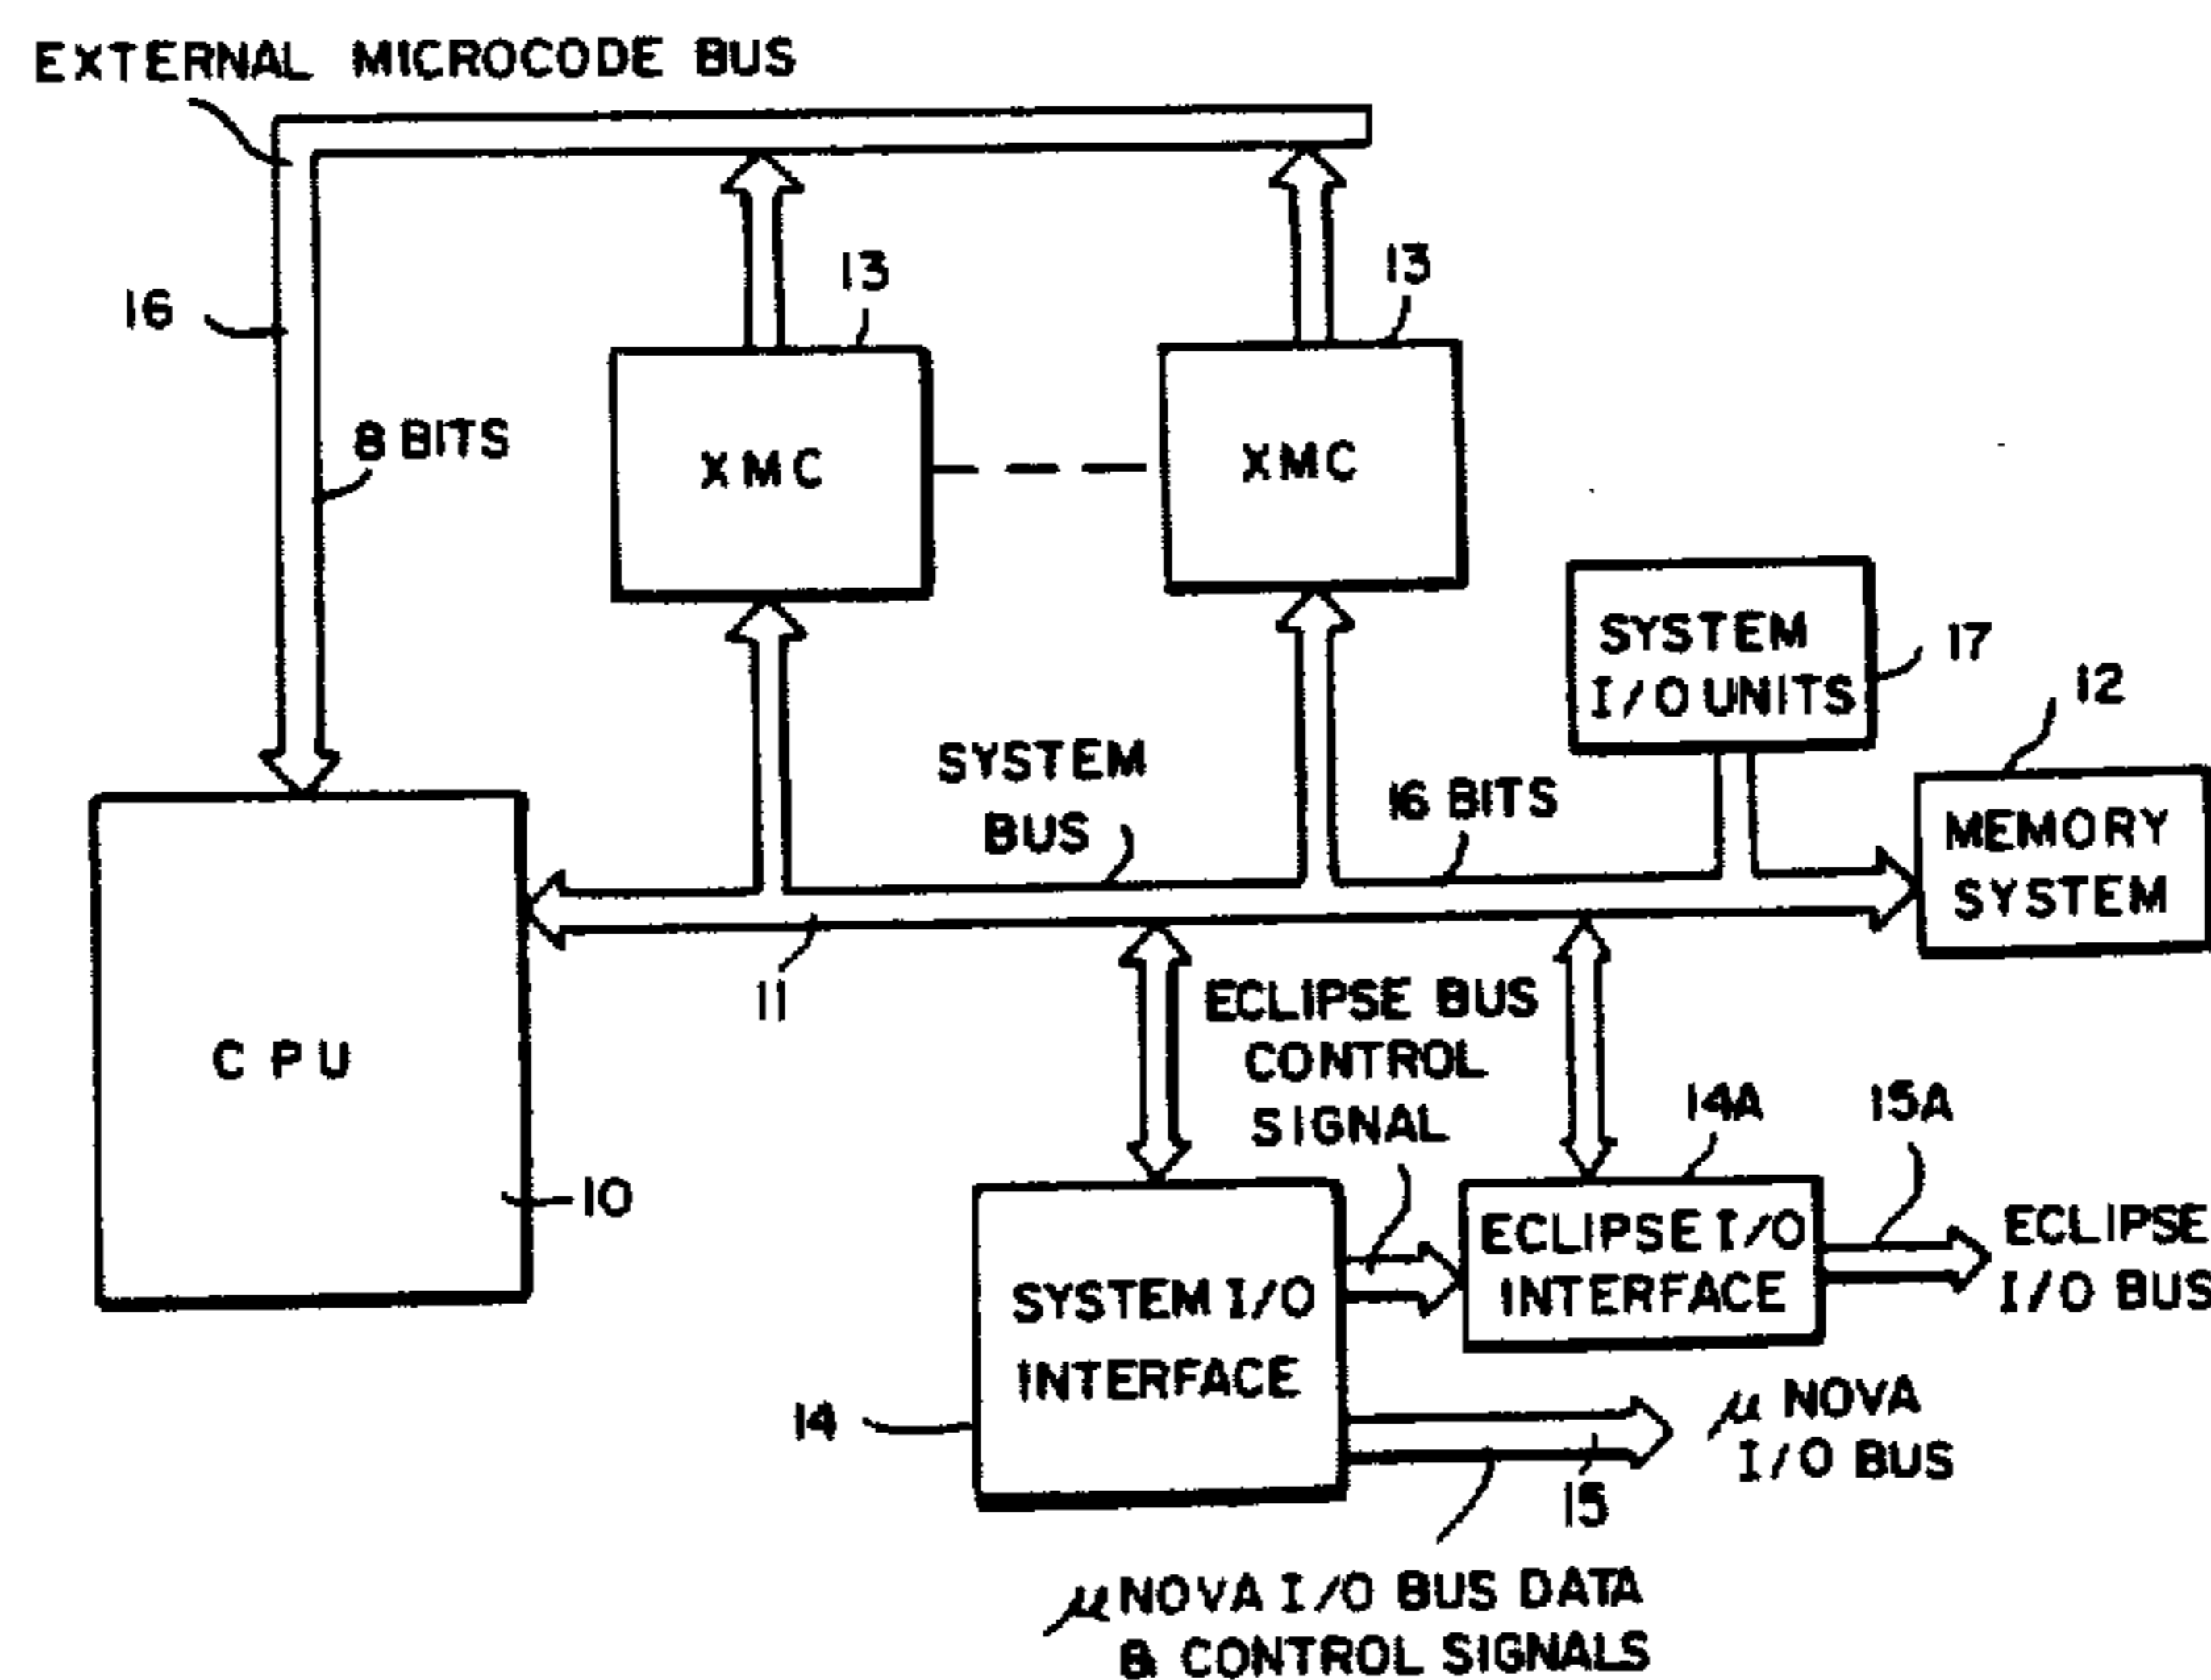 EXTERNAL MICROCODE BUS
13
13
16
8 BITS
XMC
XMC
SYSTEM
I/O UNITS
17
12
SYSTEM
BUS
16 BITS
MEMORY
SYSTEM
11
CPU
10
ECLIPSE BUS
CONTROL
SIGNAL
14A
15A
ECLIPSE I/O
INTERFACE
ECLIPSE
I/O BUS
SYSTEM I/O
INTERFACE
14
μ NOVA
I/O BUS
15
μ NOVA I/O BUS DATA
& CONTROL SIGNALS